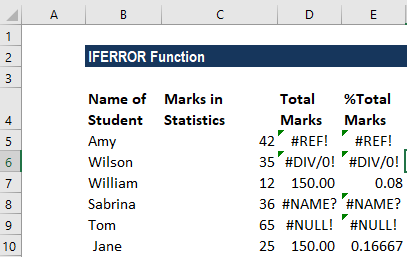 A B C D E
1
2 IFERROR Function
3
Name of Marks in Total %Total
4 Student Statistics Marks Marks
5 Amy 42 #REF! #REF!
6 Wilson 35 #DIV/0! #DIV/0!
7 William 12 150.00 0.08
8 Sabrina 36 #NAME? #NAME?
9 Tom 65 #NULL! #NULL!
10 Jane 25 150.00 0.16667